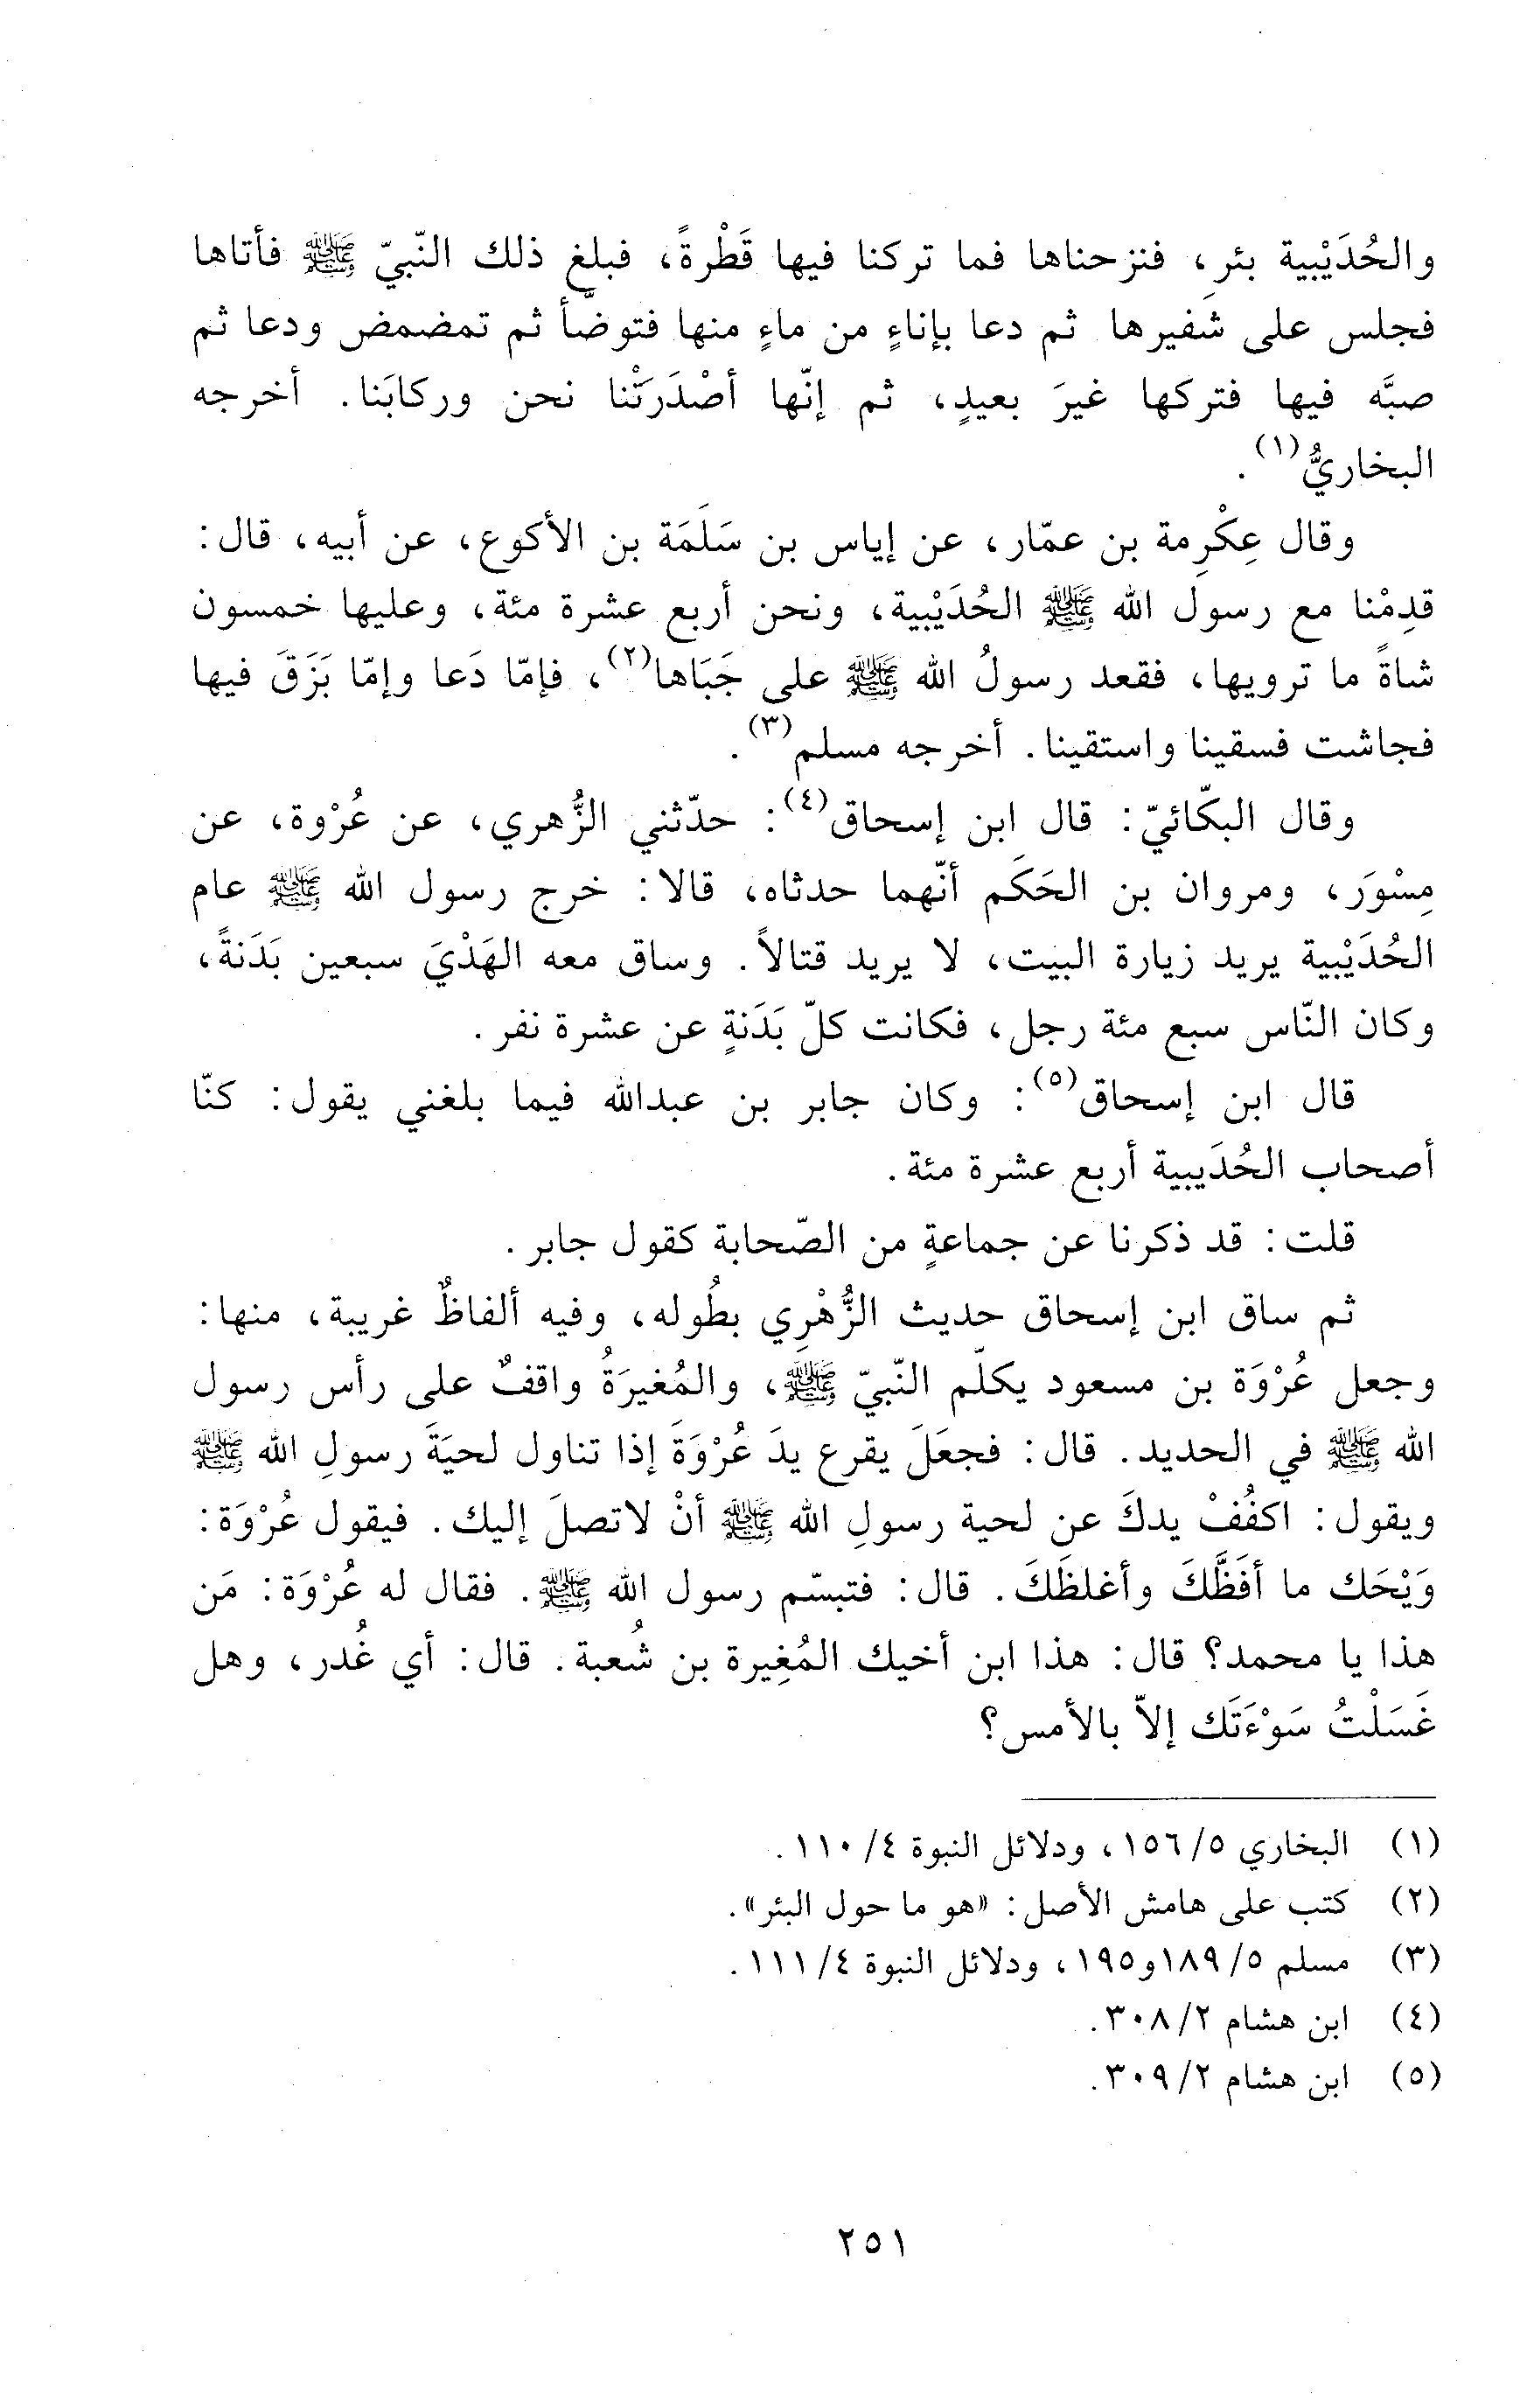 والحُدَيْبية بئر، فنزحناها فما تركنا فيها قَطْرةً، فبلغ ذلك النّبيّ ﷺ فأتاها
فجلس على شَفيرِها ثم دعا بإناءٍ من ماءٍ منها فتوضّأ ثم تمضمض ودعا ثم
صبَّه فيها فتركها غيرَ بعيدٍ، ثم إنّها أصْدَرَتْنا نحن وركابَنا. أخرجه
البخاريُّ(١).
وقال عِكْرِمة بن عمّار، عن إياس بن سَلَمَة بن الأكوع، عن أبيه، قال:
قدِمْنا مع رسول الله ﷺ الحُدَيْبية، ونحن أربع عشرة مئة، وعليها خمسون
شاةً ما ترويها، فقعد رسولُ الله ﷺ على جَبَاها(٢)، فإمّا دَعا وإمّا بَزَقَ فيها
فجاشت فسقينا واستقينا. أخرجه مسلم(٣).
وقال البكّائيّ: قال ابن إسحاق(٤): حدّثني الزُّهري، عن عُرْوة، عن
مِسْوَر، ومروان بن الحَكَم أنّهما حدثاه، قالا: خرج رسول الله ﷺ عام
الحُدَيْبية يريد زيارة البيت، لا يريد قتالاً. وساق معه الهَدْيَ سبعين بَدَنةً،
وكان النّاس سبع مئة رجل، فكانت كلّ بَدَنةٍ عن عشرة نفر.
قال ابن إسحاق(٥): وكان جابر بن عبدالله فيما بلغني يقول: كنّا
أصحاب الحُدَيبية أربع عشرة مئة.
قلت: قد ذكرنا عن جماعةٍ من الصّحابة كقول جابر.
ثم ساق ابن إسحاق حديث الزُّهْرِي بطُوله، وفيه ألفاظٌ غريبة، منها:
وجعل عُرْوَة بن مسعود يكلّم النّبيّ ﷺ، والمُغيرَةُ واقفٌ على رأس رسول
الله ﷺ في الحديد. قال: فجعَلَ يقرع يدَ عُرْوَةَ إذا تناول لحيَةَ رسولِ الله ﷺ
ويقول: اكفُفْ يدكَ عن لحية رسولِ الله ﷺ أنْ لاتصلَ إليك. فيقول عُرْوَة:
وَيْحَك ما أفَظَّكَ وأغلظَكَ. قال: فتبسّم رسول الله ﷺ. فقال له عُرْوَة: مَن
هذا يا محمد؟ قال: هذا ابن أخيك المُغِيرة بن شُعبة. قال: أي غُدر، وهل
غَسَلْتُ سَوْءَتَك إلاّ بالأمس؟
(١) البخاري ٥/ ١٥٦، ودلائل النبوة ٤/ ١١٠.
(٢) كتب على هامش الأصل: «هو ما حول البئر».
(٣) مسلم ٥/ ١٨٩و١٩٥، ودلائل النبوة ٤/ ١١١.
(٤) ابن هشام ٢/ ٣٠٨.
(٥) ابن هشام ٢/ ٣٠٩.
٢٥١